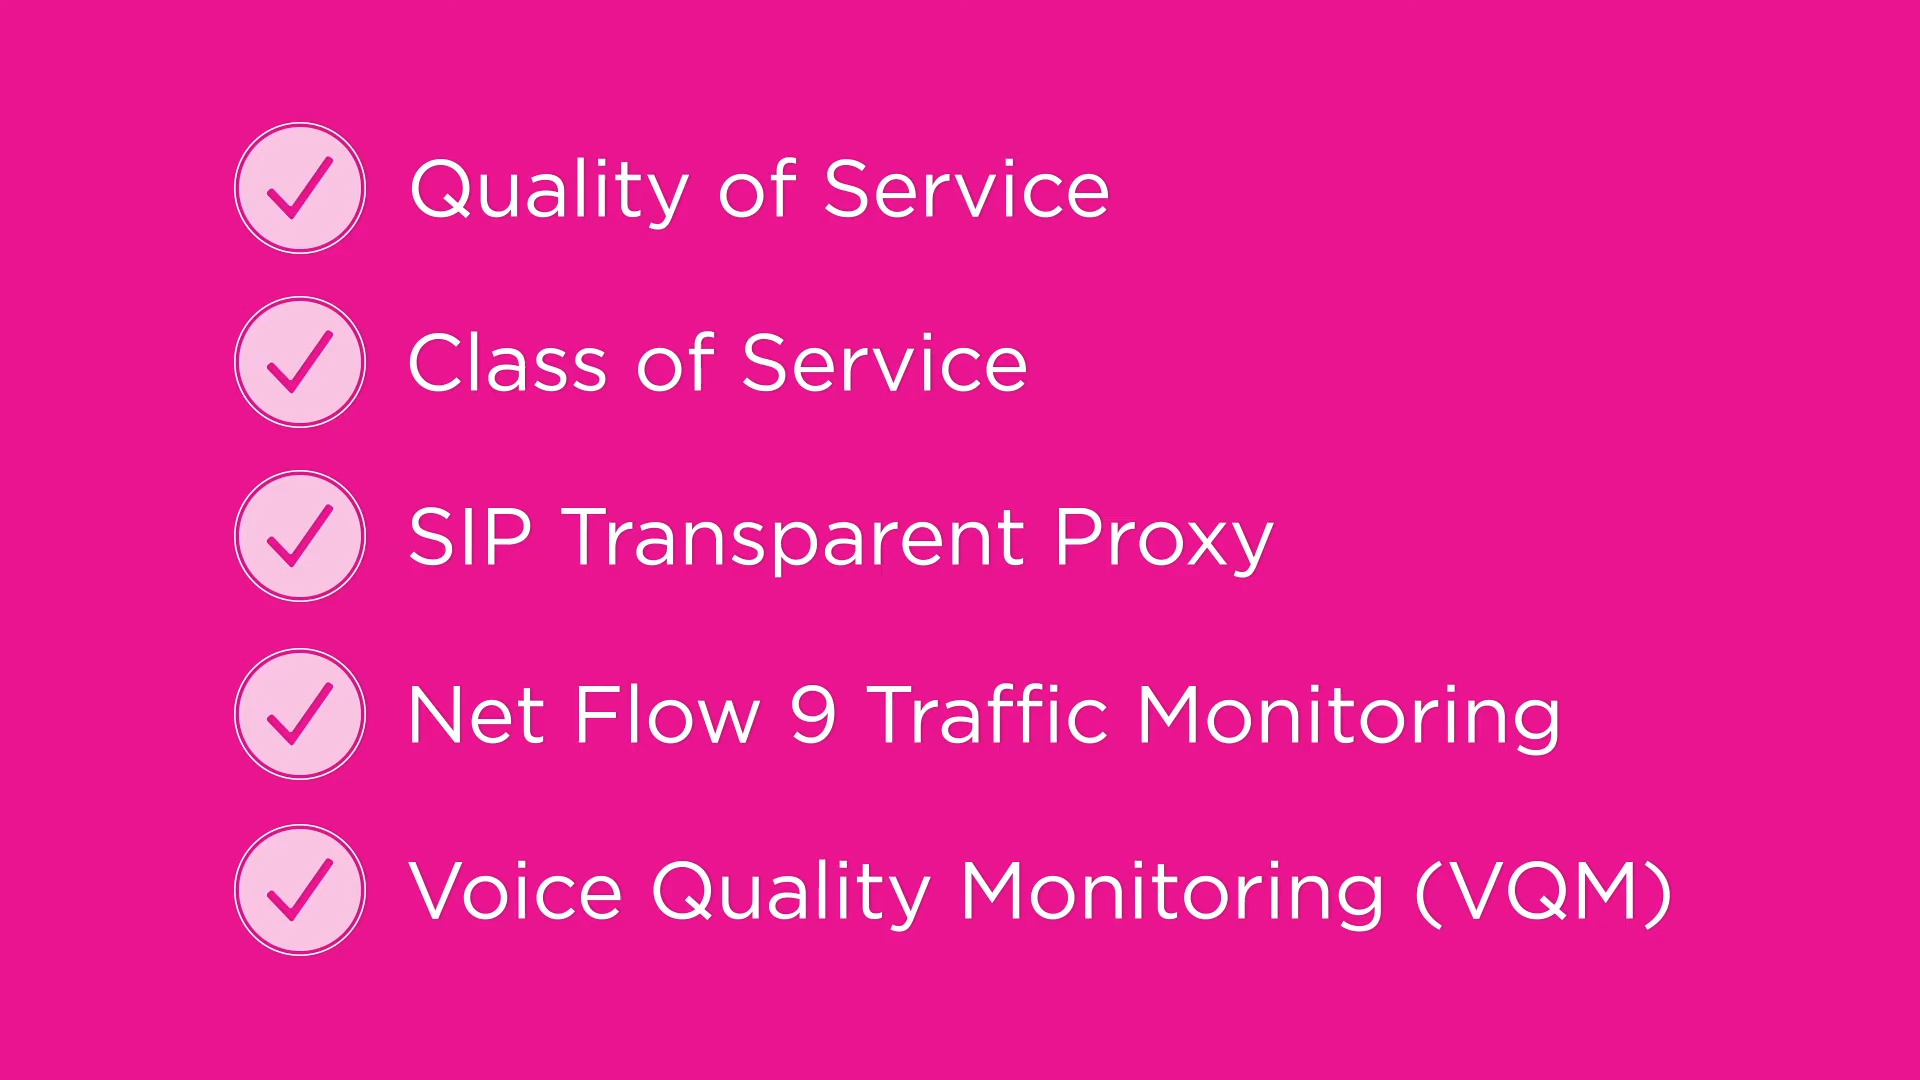 Quality of Service
Class of Service
SIP Transparent Proxy
Net Flow 9 Traffic Monitoring
Voice Quality Monitoring (VQM)